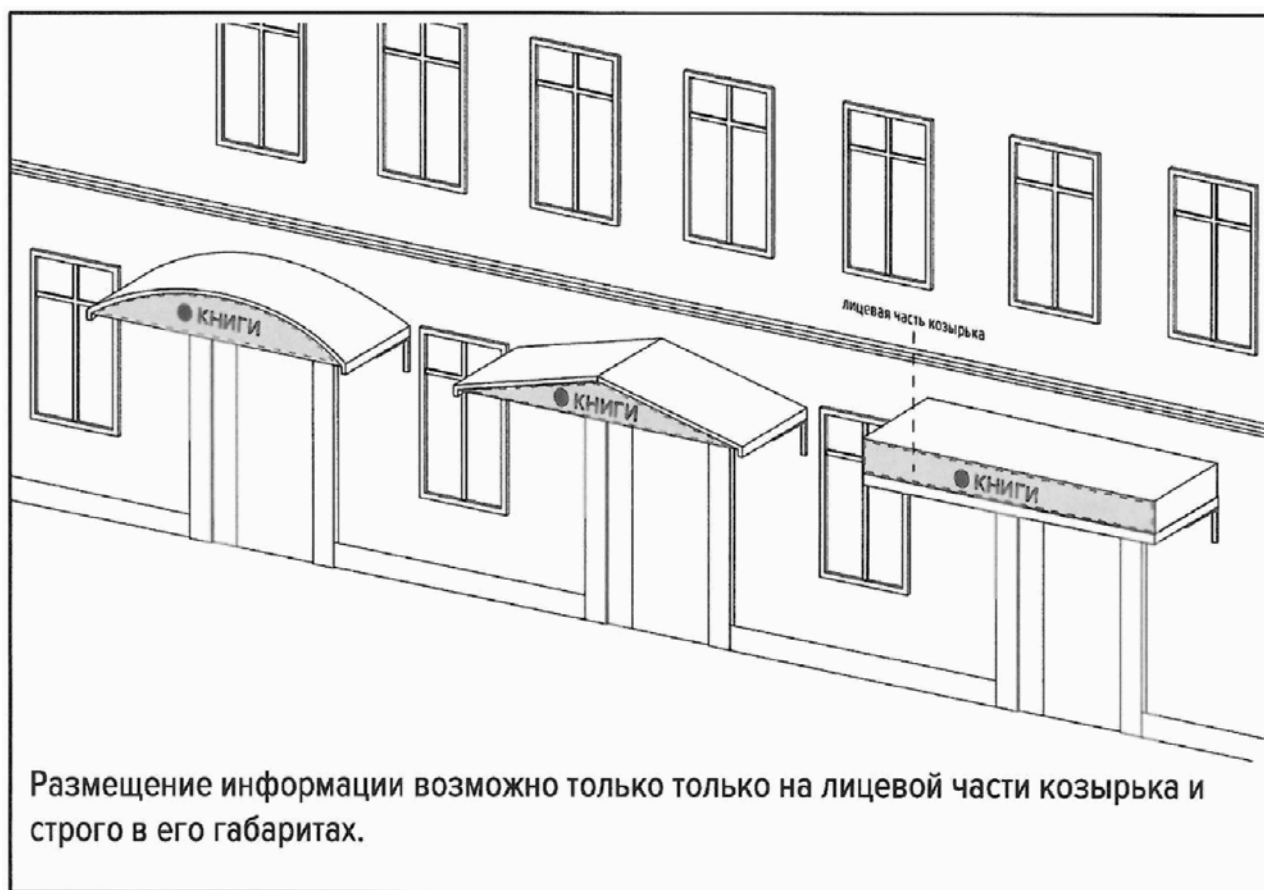 лицевая часть козырька
КНИГИ
КНИГИ
КНИГИ
Размещение информации возможно только только на лицевой части козырька и
строго в его габаритах.